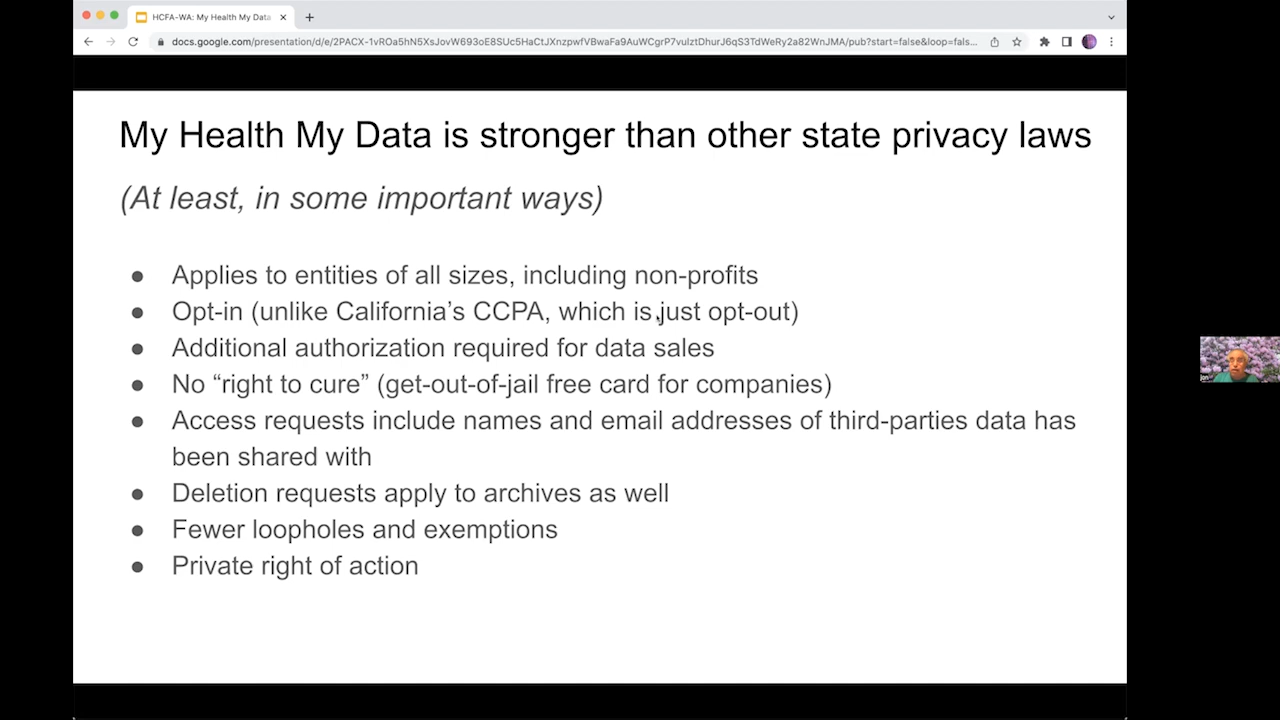 HCFA-WA: My Health My Data
docs.google.com/presentation/d/e/2PACX-1vROa5hN5XsJovW693oE8SUc5HaCtJXnzpwfVBwaFa9AuWCgrP7vulztDhurJ6qS3TdWeRy2a82WnJMA/pub?start=false&loop=fals...
My Health My Data is stronger than other state privacy laws
(At least, in some important ways)
● Applies to entities of all sizes, including non-profits
● Opt-in (unlike California’s CCPA, which is just opt-out)
● Additional authorization required for data sales
● No “right to cure” (get-out-of-jail free card for companies)
● Access requests include names and email addresses of third-parties data has
been shared with
● Deletion requests apply to archives as well
● Fewer loopholes and exemptions
● Private right of action
jon